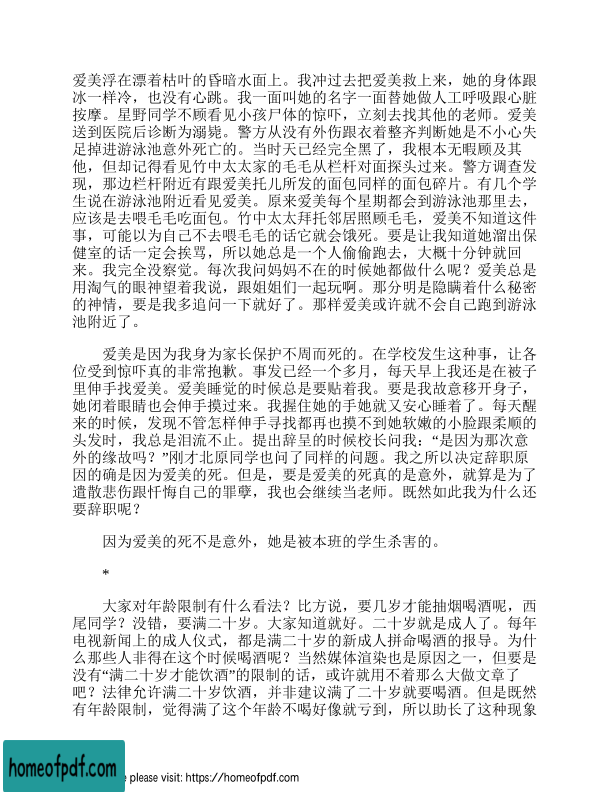 爱美浮在漂着枯叶的昏暗水面上。我冲过去把爱美救上来，她的身体跟
冰一样冷，也没有心跳。我一面叫她的名字一面替她做人工呼吸跟心脏
按摩。星野同学不顾看见小孩尸体的惊吓，立刻去找其他的老师。爱美
送到医院后诊断为溺毙。警方从没有外伤跟衣着整齐判断她是不小心失
足掉进游泳池意外死亡的。当时天已经完全黑了，我根本无暇顾及其
他，但却记得看见竹中太太家的毛毛从栏杆对面探头过来。警方调查发
现，那边栏杆附近有跟爱美托儿所发的面包同样的面包碎片。有几个学
生说在游泳池附近看见爱美。原来爱美每个星期都会到游泳池那里去，
应该是去喂毛毛吃面包。竹中太太拜托邻居照顾毛毛，爱美不知道这件
事，可能以为自己不去喂毛毛的话它就会饿死。要是让我知道她溜出保
健室的话一定会挨骂，所以她总是一个人偷偷跑去，大概十分钟就回
来。我完全没察觉。每次我问妈妈不在的时候她都做什么呢？爱美总是
用淘气的眼神望着我说，跟姐姐们一起玩啊。那分明是隐瞒着什么秘密
的神情，要是我多追问一下就好了。那样爱美或许就不会自己跑到游泳
池附近了。
爱美是因为我身为家长保护不周而死的。在学校发生这种事，让各
位受到惊吓真的非常抱歉。事发已经一个多月，每天早上我还是在被子
里伸手找爱美。爱美睡觉的时候总是要贴着我。要是我故意移开身子，
她闭着眼睛也会伸手摸过来。我握住她的手她就又安心睡着了。每天醒
来的时候，发现不管怎样伸手寻找都再也摸不到她软嫩的小脸跟柔顺的
头发时，我总是泪流不止。提出辞呈的时候校长问我：“是因为那次意
外的缘故吗？”刚才北原同学也问了同样的问题。我之所以决定辞职原
因的确是因为爱美的死。但是，要是爱美的死真的是意外，就算是为了
遣散悲伤跟忏悔自己的罪孽，我也会继续当老师。既然如此我为什么还
要辞职呢？
因为爱美的死不是意外，她是被本班的学生杀害的。
*
大家对年龄限制有什么看法？比方说，要几岁才能抽烟喝酒呢，西
尾同学？没错，要满二十岁。大家知道就好。二十岁就是成人了。每年
电视新闻上的成人仪式，都是满二十岁的新成人拼命喝酒的报导。为什
么那些人非得在这个时候喝酒呢？当然媒体渲染也是原因之一，但要是
没有“满二十岁才能饮酒”的限制的话，或许就用不着那么大做文章了
吧？法律允许满二十岁饮酒，并非建议满了二十岁就要喝酒。但是既然
有年龄限制，觉得满了这个年龄不喝好像就亏到，所以助长了这种现象
homeofpdf.com
e please visit: https://homeofpdf.com